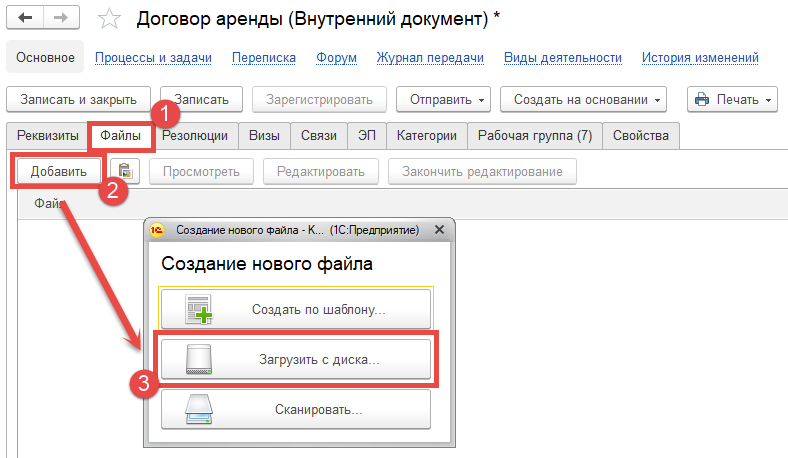 Договор аренды (Внутренний документ) *
Основное Процессы и задачи Переписка Форум Журнал передачи Виды деятельности История изменений
Записать и закрыть Записать Зарегистрировать Отправить Создать на основании Печать
1
Реквизиты Файлы Резолюции Визы Связи ЭП Категории Рабочая группа (7) Свойства
Добавить Просмотреть Редактировать Закончить редактирование
2
Файл
1С Создание нового файла - К... (1С:Предприятие)
Создание нового файла
Создать по шаблону...
Загрузить с диска...
3
Сканировать...